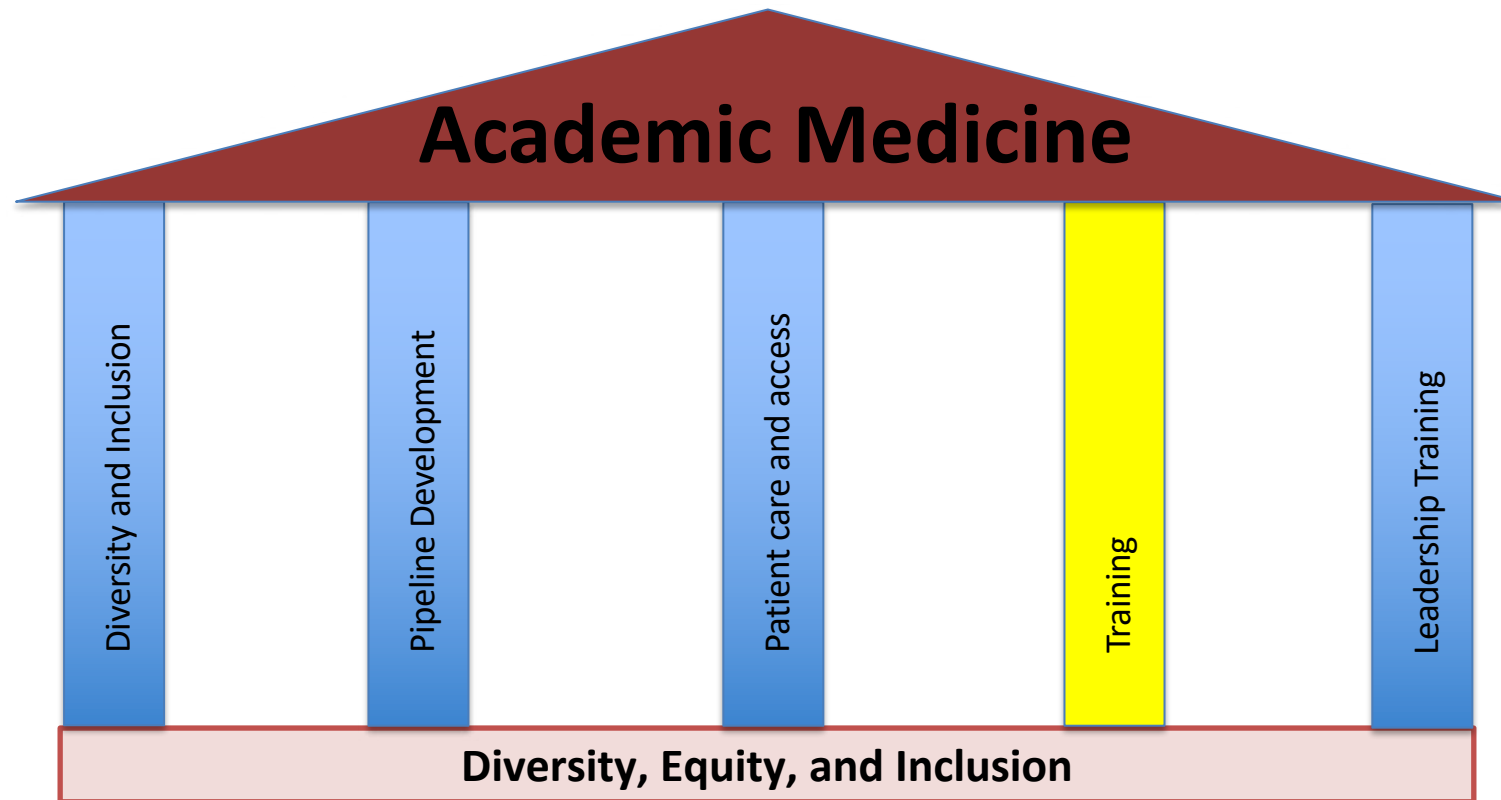 Academic Medicine
Diversity and Inclusion
Pipeline Development
Patient care and access
Training
Leadership Training
Diversity, Equity, and Inclusion